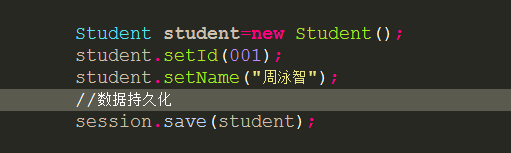 Student student=new Student();
student.setId(001);
student.setName("周泳智");
//数据持久化
session.save(student);